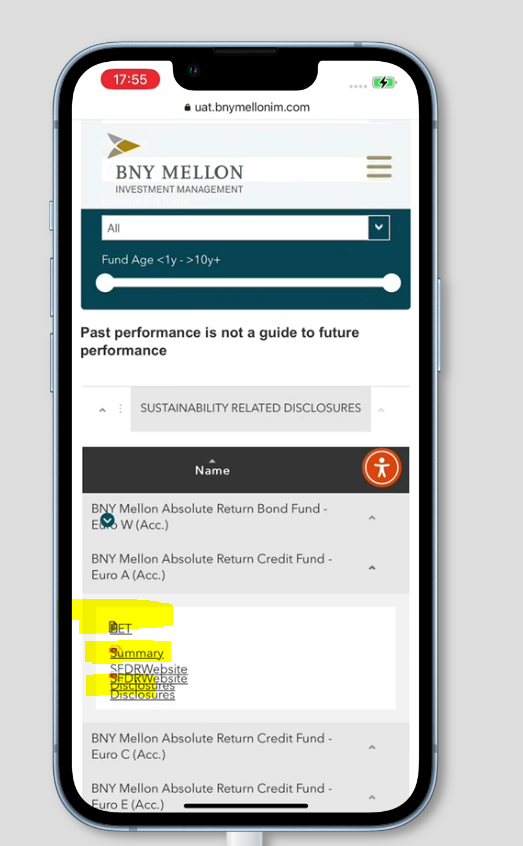 17:55
uat.bnymellonim.com
BNY MELLON
INVESTMENT MANAGEMENT
All
Fund Age <1y - >10y+
Past performance is not a guide to future
performance
SUSTAINABILITY RELATED DISCLOSURES
Name
BNY Mellon Absolute Return Bond Fund -
Euro W (Acc.)
BNY Mellon Absolute Return Credit Fund -
Euro A (Acc.)
Summary
SFDRWebsite
SFDRWebsite
Disclosures
Disclosures
BNY Mellon Absolute Return Credit Fund -
Euro C (Acc.)
BNY Mellon Absolute Return Credit Fund -
Euro E (Acc.)